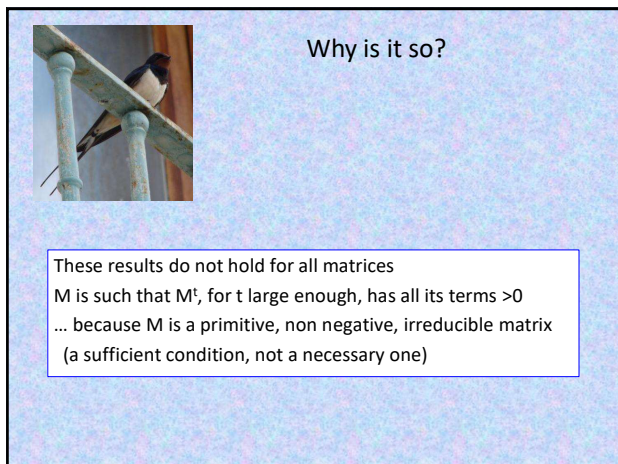 Why is it so?
These results do not hold for all matrices
M is such that Mᵗ, for t large enough, has all its terms >0
… because M is a primitive, non negative, irreducible matrix
(a sufficient condition, not a necessary one)